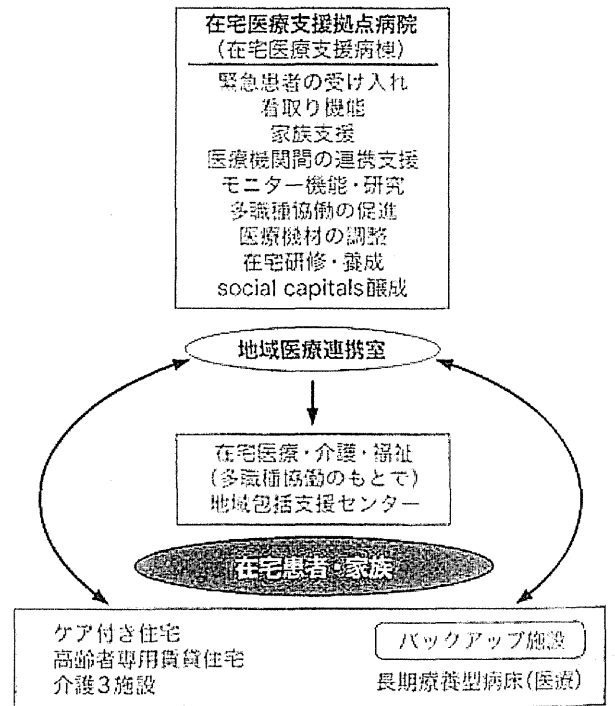 在宅医療支援拠点病院
(在宅医療支援病棟)
緊急患者の受け入れ
看取り機能
家族支援
医療機関間の連携支援
モニター機能・研究
多職種協働の促進
医療機材の調整
在宅研修・養成
social capitals醸成
地域医療連携室
在宅医療・介護・福祉
(多職種協働のもとで)
地域包括支援センター
在宅患者・家族
ケア付き住宅
高齢者専用賃貸住宅
介護3施設
バックアップ施設
長期療養型病床(医療)